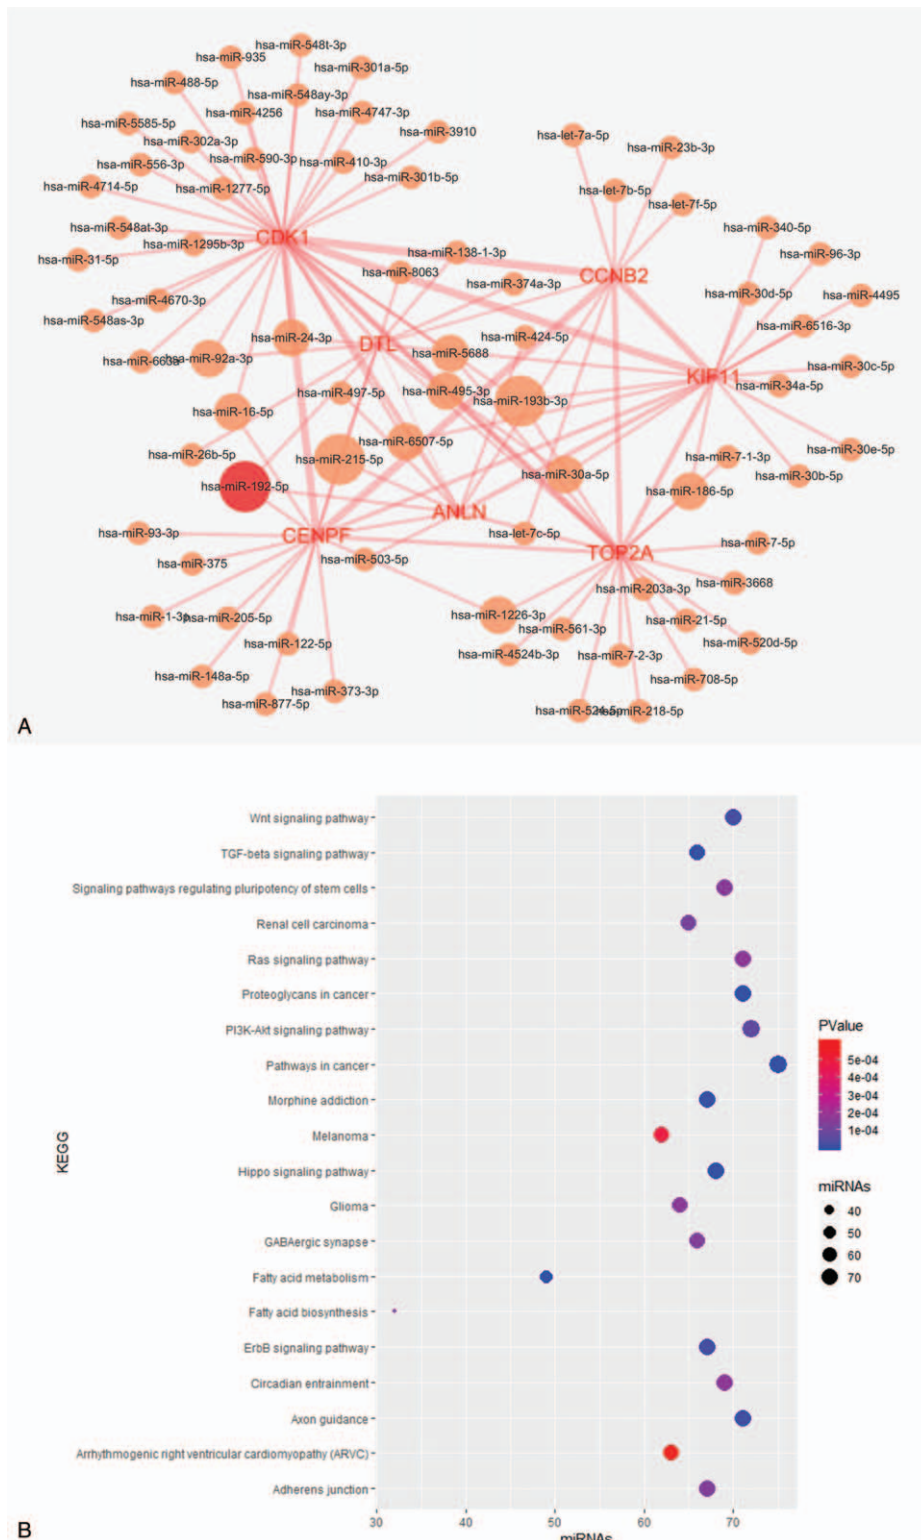 hsa-miR-548t-3p
hsa-miR-935
hsa-miR-301a-5p
hsa-miR-488-5p
hsa-miR-548ay-3p
hsa-miR-4256
hsa-miR-4747-3p
hsa-miR-5585-5p
hsa-miR-3910
hsa-let-7a-5p
hsa-miR-302a-3p
hsa-miR-23b-3p
hsa-miR-556-3p
hsa-miR-590-3p
hsa-miR-410-3p
hsa-miR-4714-5p
hsa-miR-1277-5p
hsa-miR-301b-5p
hsa-let-7b-5p
hsa-let-7f-5p
hsa-miR-548at-3p
CDK1
hsa-miR-340-5p
hsa-miR-1295b-3p
hsa-miR-138-1-3p
hsa-miR-31-5p
hsa-miR-96-3p
hsa-miR-8063
CCNB2
hsa-miR-374a-3p
hsa-miR-30d-5p
hsa-miR-4495
hsa-miR-4670-3p
hsa-miR-548as-3p
hsa-miR-6516-3p
hsa-miR-24-3p
DTL
hsa-miR-424-5p
hsa-miR-663a
hsa-miR-92a-3p
hsa-miR-5688
KIF11
hsa-miR-30c-5p
hsa-miR-34a-5p
hsa-miR-497-5p
hsa-miR-495-3p
hsa-miR-193b-3p
hsa-miR-16-5p
hsa-miR-6507-5p
hsa-miR-26b-5p
hsa-miR-215-5p
hsa-miR-7-1-3p
hsa-miR-30e-5p
hsa-miR-192-5p
hsa-miR-30a-5p
hsa-miR-186-5p
hsa-miR-30b-5p
ANLN
hsa-miR-93-3p
CENPF
hsa-let-7c-5p
hsa-miR-7-5p
hsa-miR-375
hsa-miR-503-5p
TOP2A
hsa-miR-203a-3p
hsa-miR-3668
hsa-miR-1-3p
hsa-miR-205-5p
hsa-miR-1226-3p
hsa-miR-561-3p
hsa-miR-21-5p
hsa-miR-122-5p
hsa-miR-4524b-3p
hsa-miR-7-2-3p
hsa-miR-520d-5p
hsa-miR-148a-5p
hsa-miR-373-3p
hsa-miR-708-5p
hsa-miR-877-5p
hsa-miR-524-5p
hsa-miR-218-5p
A
Wnt signaling pathway
TGF-beta signaling pathway
Signaling pathways regulating pluripotency of stem cells
Renal cell carcinoma
Ras signaling pathway
Proteoglycans in cancer
PI3K-Akt signaling pathway
Pathways in cancer
Morphine addiction
Melanoma
Hippo signaling pathway
Glioma
GABAergic synapse
Fatty acid metabolism
Fatty acid biosynthesis
ErbB signaling pathway
Circadian entrainment
Axon guidance
Arrhythmogenic right ventricular cardiomyopathy (ARVC)
Adherens junction
KEGG
30 40 50 60 70
miRNAs
PValue
5e-04
4e-04
3e-04
2e-04
1e-04
miRNAs
40
50
60
70
B